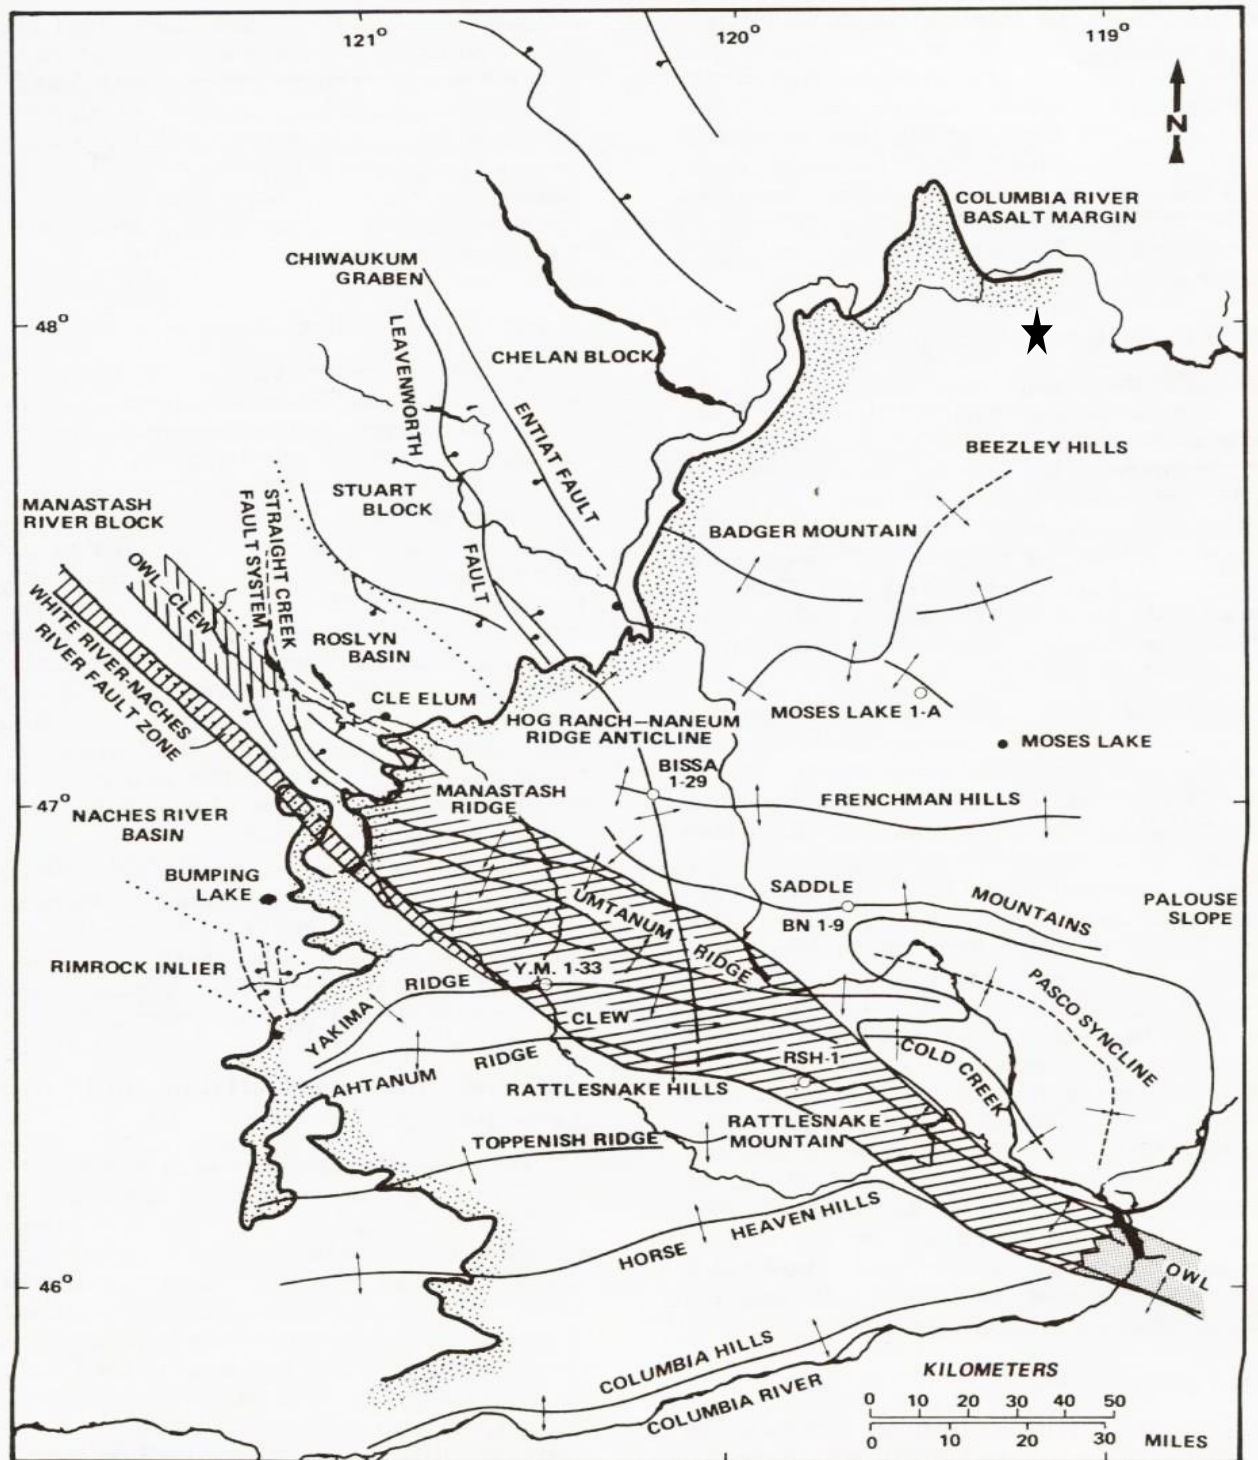 121°
120°
119°
N
COLUMBIA RIVER
BASALT MARGIN
CHIWAUKUM
GRABEN
48°
LEAVENWORTH
FAULT
CHELAN BLOCK
ENTIAT FAULT
BEEZLEY HILLS
STUART
BLOCK
MANASTASH
RIVER BLOCK
STRAIGHT CREEK
FAULT SYSTEM
BADGER MOUNTAIN
OWL-CLEW
WHITE RIVER-NACHES
RIVER FAULT ZONE
ROSLYN
BASIN
CLE ELUM
HOG RANCH–NANEUM
RIDGE ANTICLINE
MOSES LAKE 1-A
MOSES LAKE
BISSA
1-29
47°
MANASTASH
RIDGE
FRENCHMAN HILLS
NACHES RIVER
BASIN
BUMPING
LAKE
SADDLE
MOUNTAINS
BN 1-9
PALOUSE
SLOPE
UMTANUM
RIDGE
RIMROCK INLIER
Y.M. 1-33
YAKIMA
RIDGE
PASCO SYNCLINE
CLEW
COLD CREEK
RSH-1
AHTANUM
RIDGE
RATTLESNAKE HILLS
RATTLESNAKE
MOUNTAIN
TOPPENISH RIDGE
HORSE
HEAVEN HILLS
46°
OWL
COLUMBIA HILLS
COLUMBIA RIVER
KILOMETERS
0 10 20 30 40 50
0 10 20 30 MILES